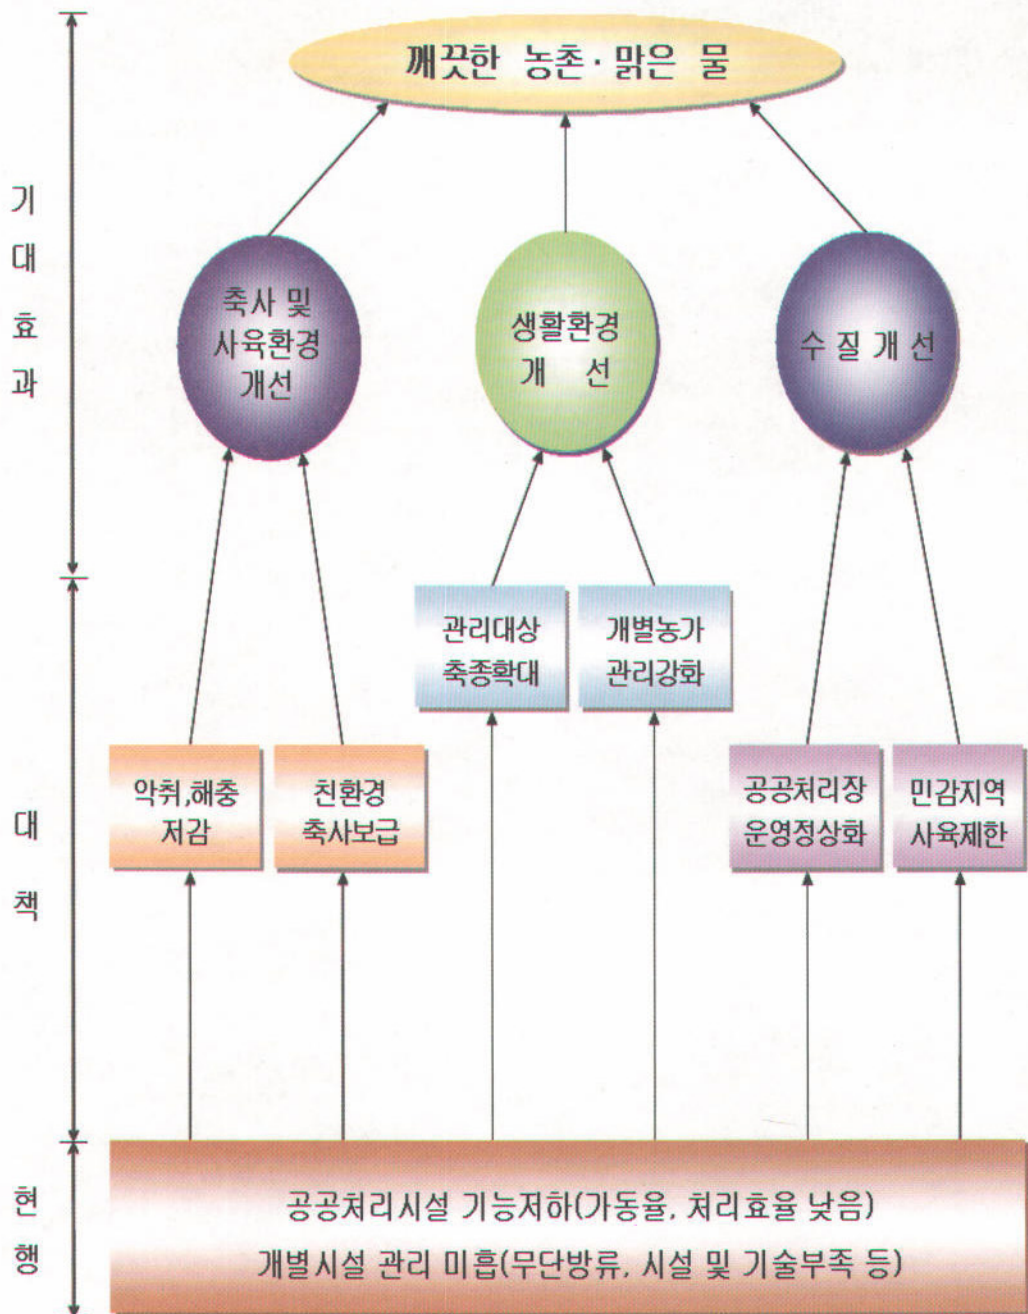 깨끗한 농촌·맑은 물
기대효과
축사 및
사육환경
개선
생활환경
개 선
수질개선
대책
관리대상
축종확대
개별농가
관리강화
악취,해충
저감
친환경
축사보급
공공처리장
운영정상화
민감지역
사육제한
현행
공공처리시설 기능저하(가동율, 처리효율 낮음)
개별시설 관리 미흡(무단방류, 시설 및 기술부족 등)